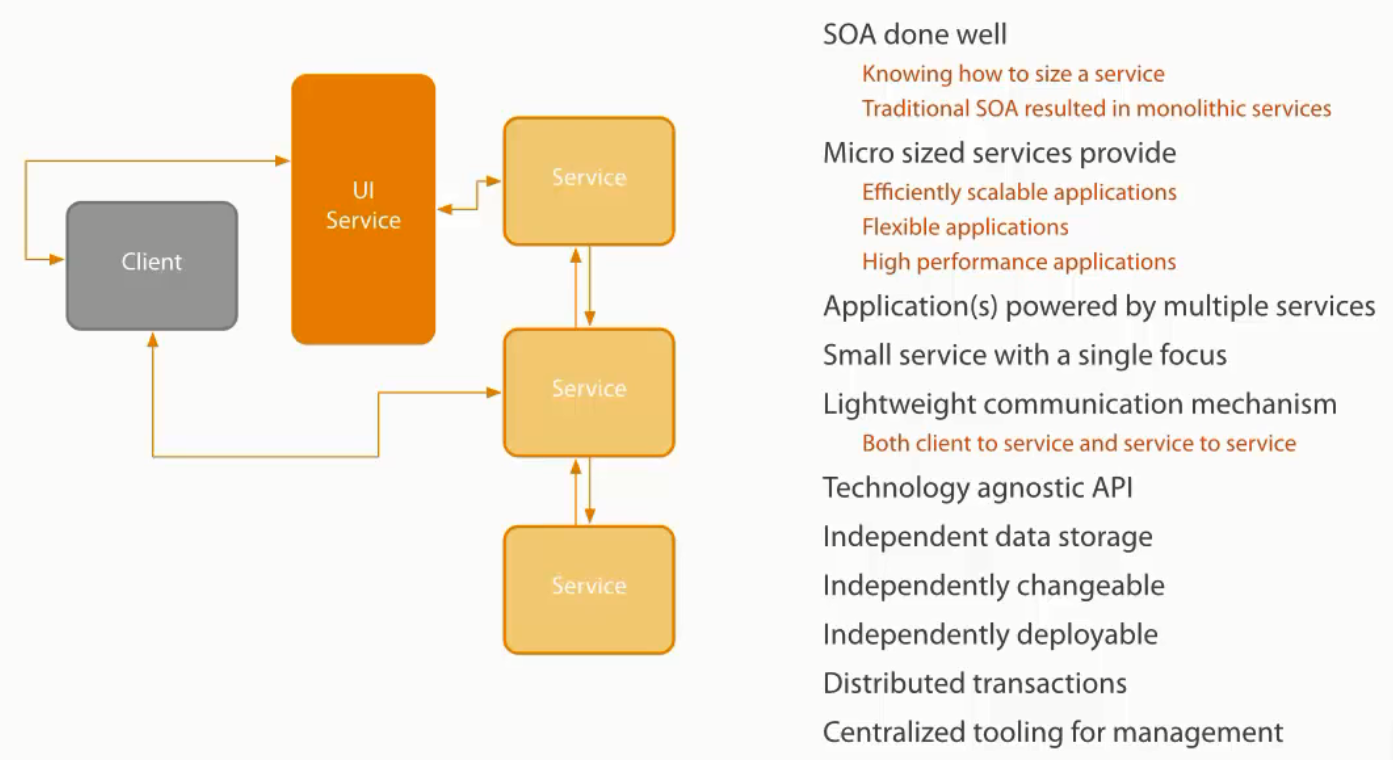 UI
Service
Client
Service
Service
Service
SOA done well
Knowing how to size a service
Traditional SOA resulted in monolithic services
Micro sized services provide
Efficiently scalable applications
Flexible applications
High performance applications
Application(s) powered by multiple services
Small service with a single focus
Lightweight communication mechanism
Both client to service and service to service
Technology agnostic API
Independent data storage
Independently changeable
Independently deployable
Distributed transactions
Centralized tooling for management